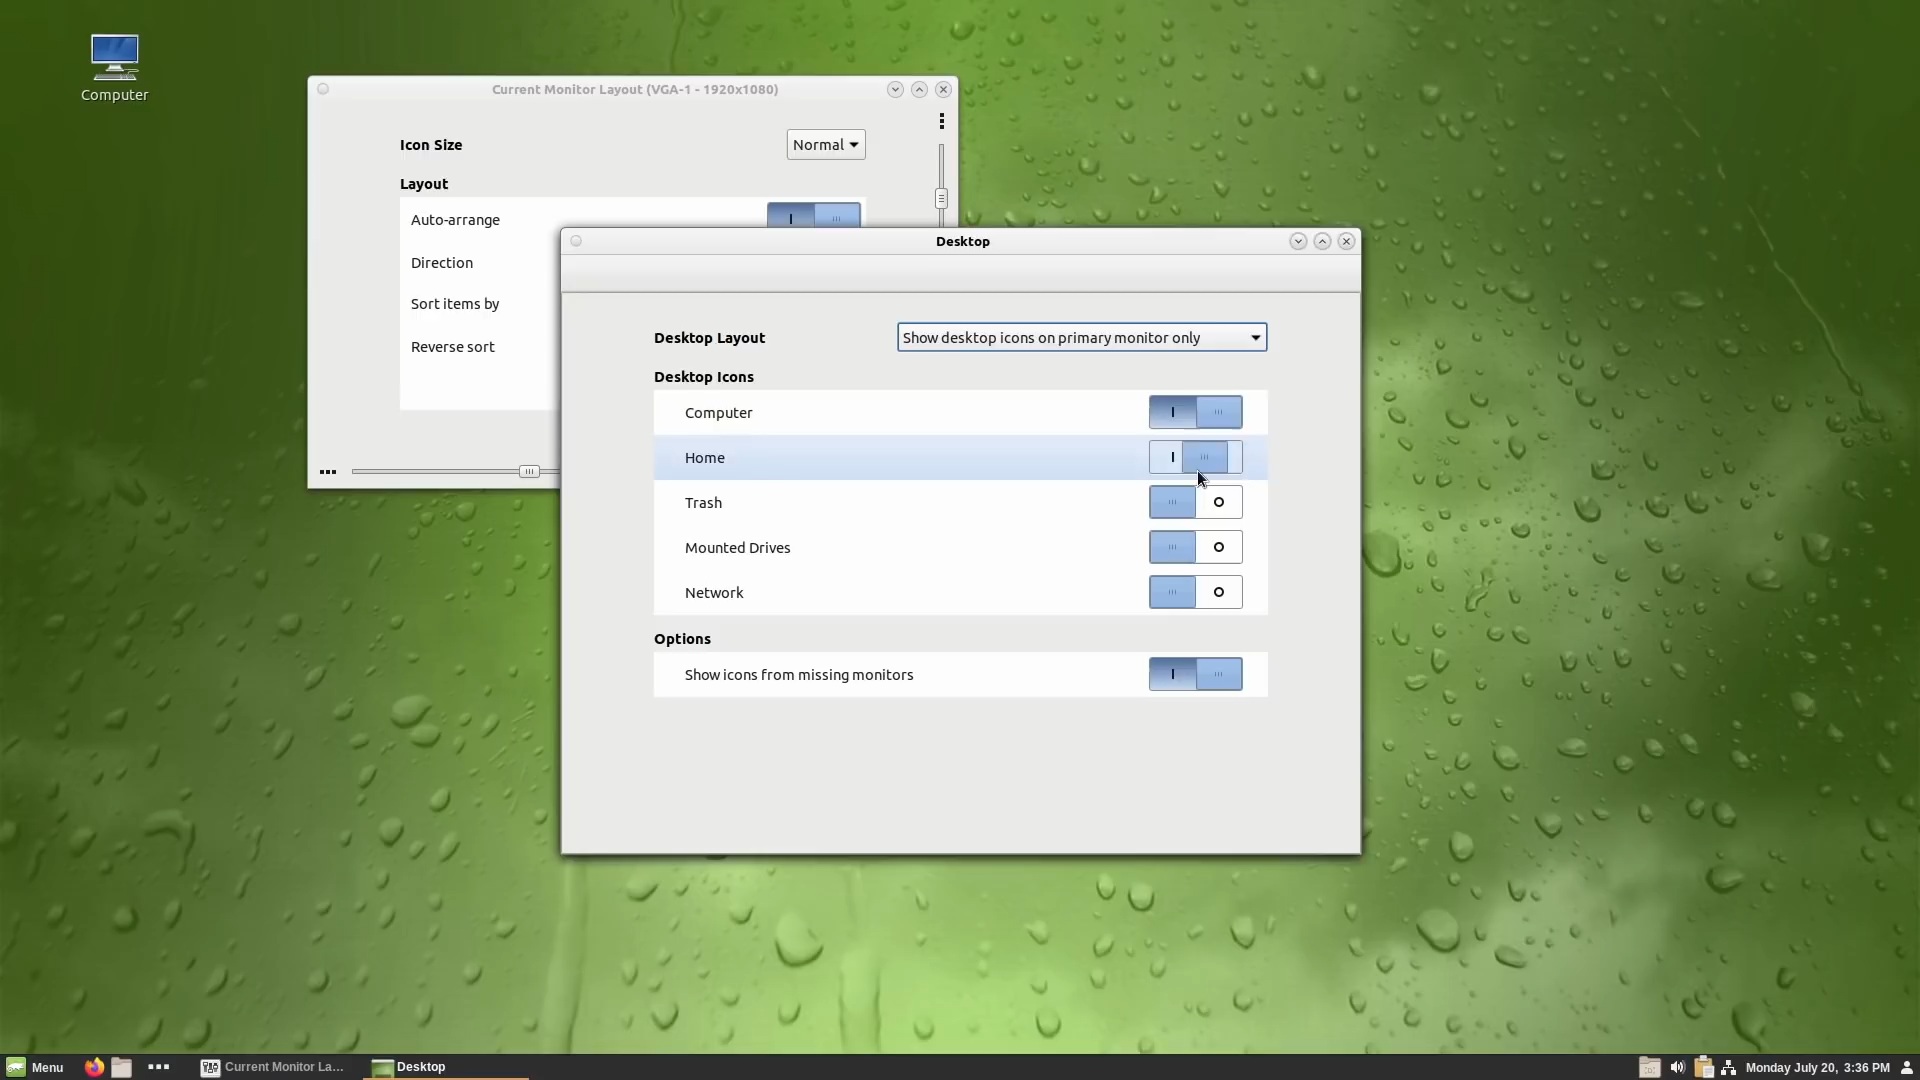 Computer
Current Monitor Layout (VGA-1 - 1920x1080)
Icon Size
Normal
Layout
Auto-arrange
Direction
Sort items by
Reverse sort
Desktop
Desktop Layout
Show desktop icons on primary monitor only
Desktop Icons
Computer
Home
Trash
Mounted Drives
Network
Options
Show icons from missing monitors
Menu
Current Monitor La...
Desktop
Monday July 20, 3:36 PM